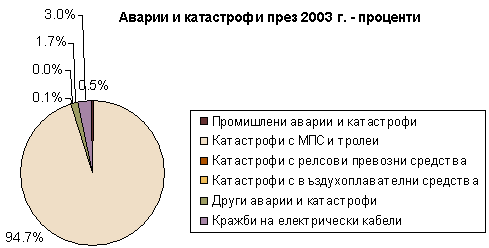 Аварии и катастрофи през 2003 г. - проценти
3.0%
1.7%
0.0%
0.1%
0.5%
94.7%
Промишлени аварии и катастрофи
Катастрофи с МПС и тролеи
Катастрофи с релсови превозни средства
Катастрофи с въздухоплавателни средства
Други аварии и катастрофи
Кражби на електрически кабели